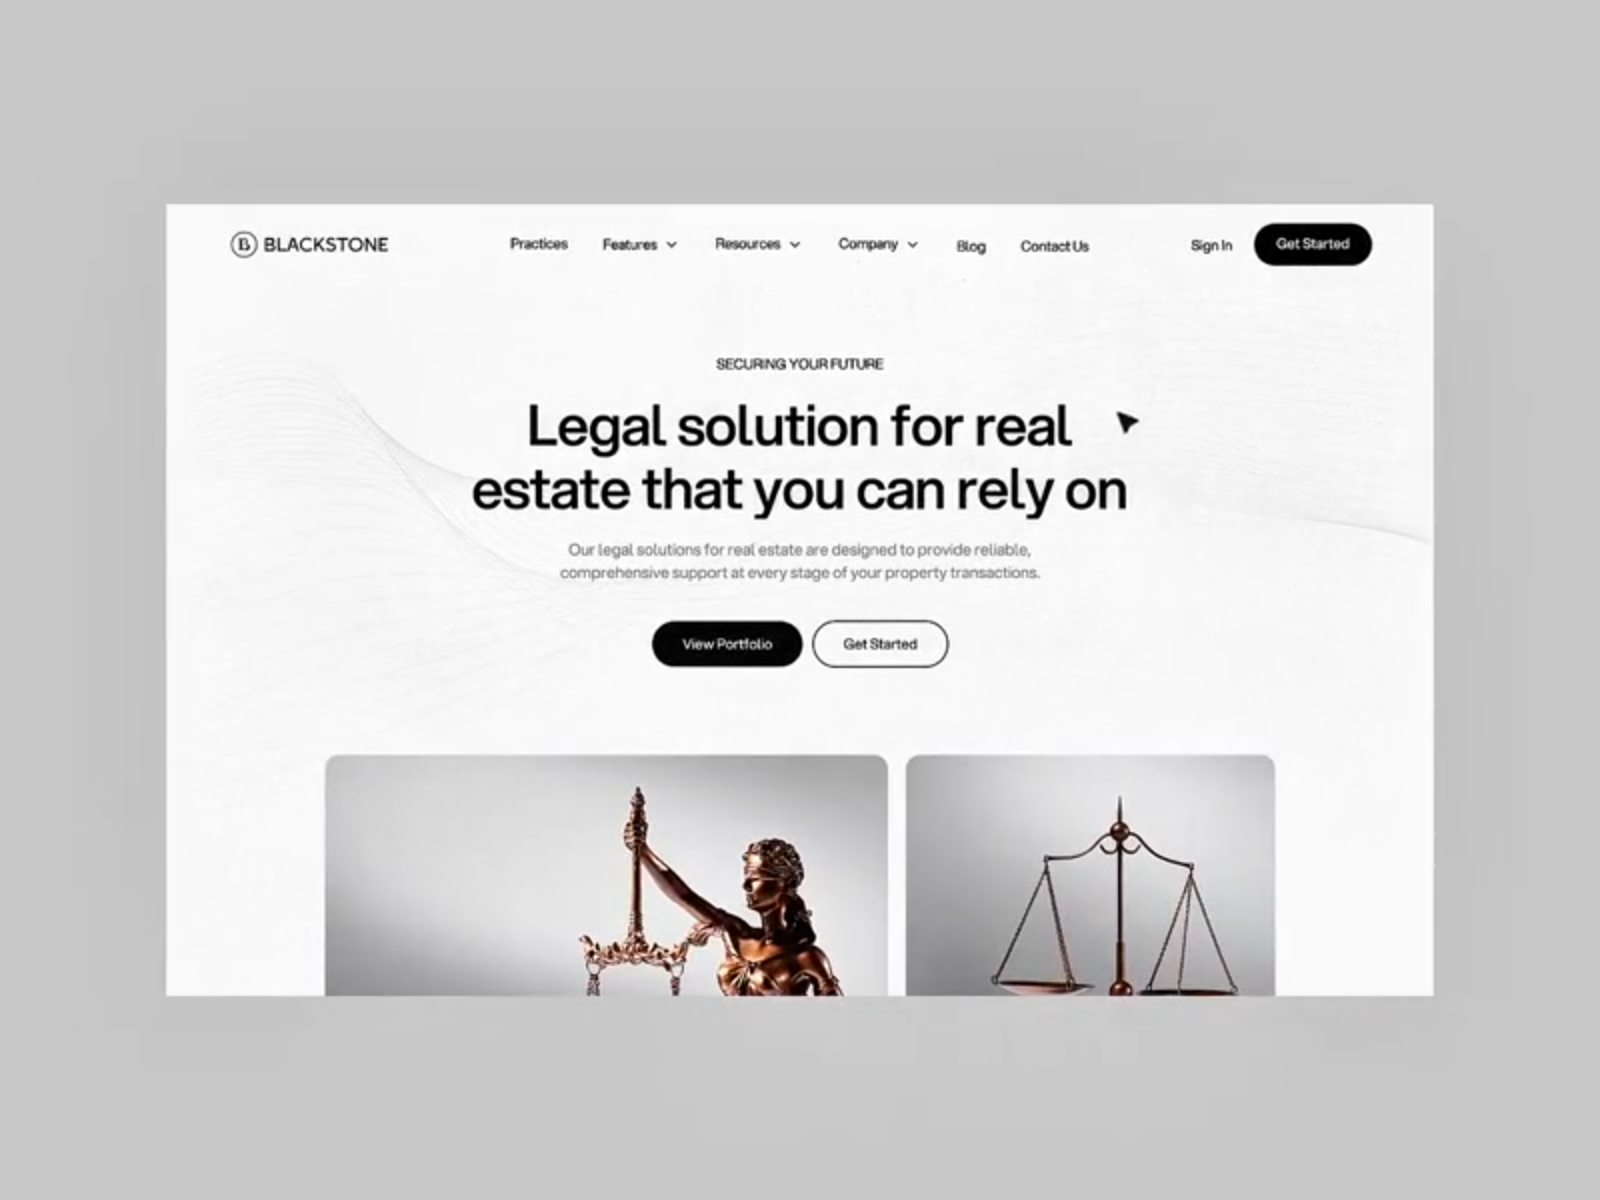 B BLACKSTONE
Practices Features Resources Company Blog Contact Us Sign In Get Started
SECURING YOUR FUTURE
Legal solution for real
estate that you can rely on
Our legal solutions for real estate are designed to provide reliable,
comprehensive support at every stage of your property transactions.
View Portfolio Get Started